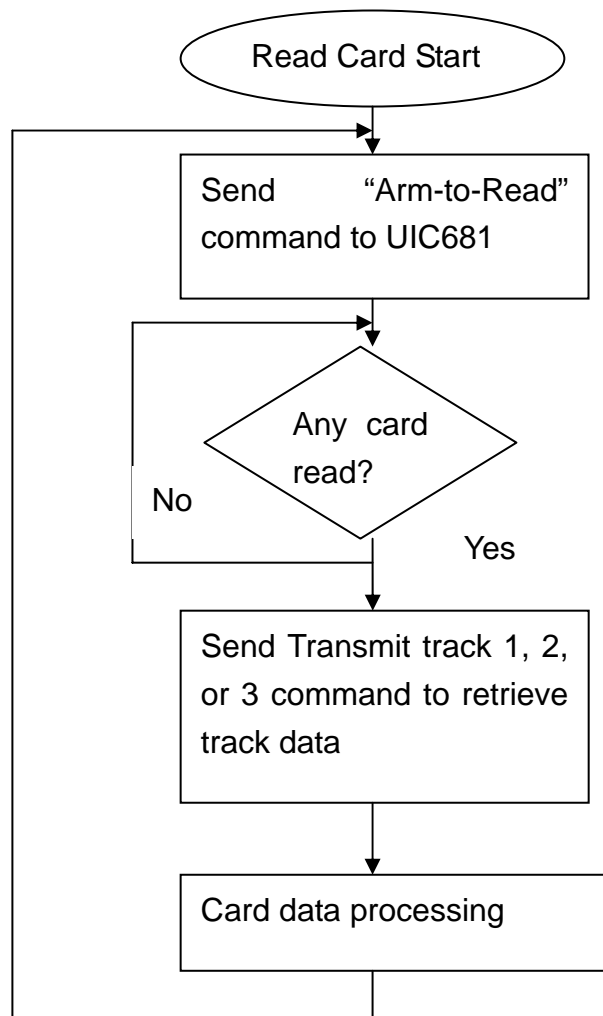 Read Card Start
Send “Arm-to-Read”
command to UIC681
Any card
read?
No
Yes
Send Transmit track 1, 2,
or 3 command to retrieve
track data
Card data processing